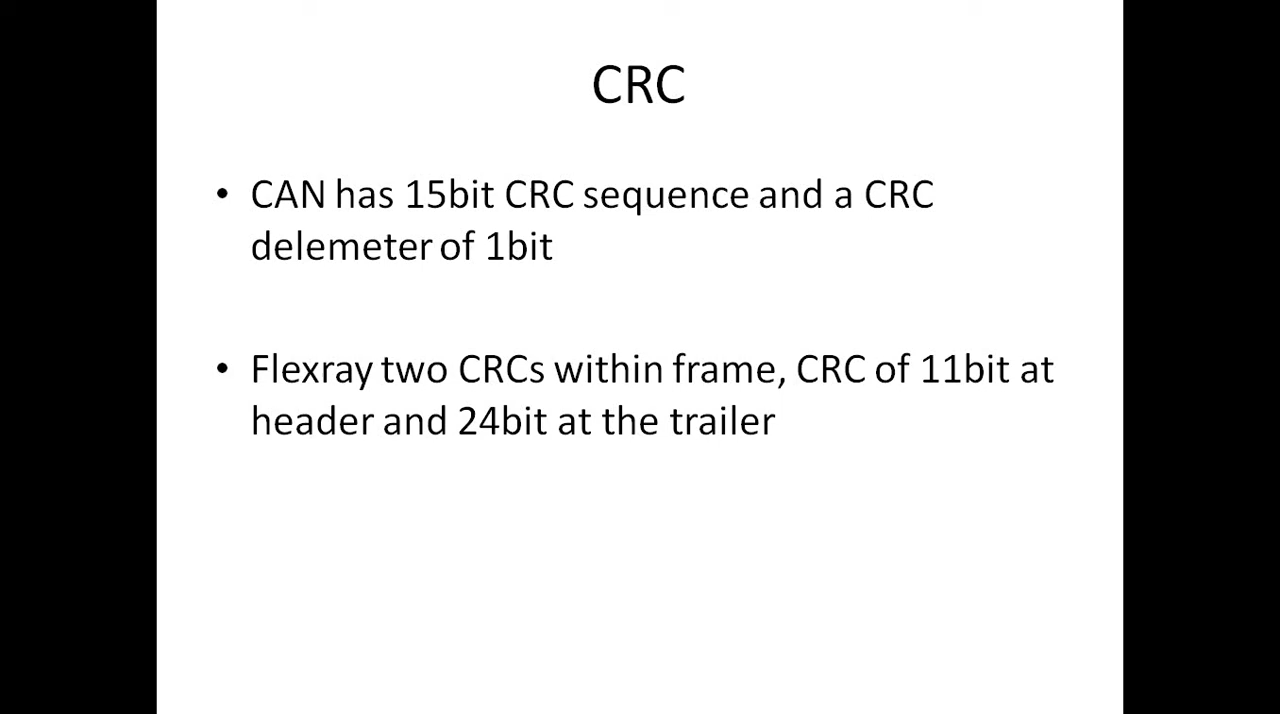 CRC
• CAN has 15bit CRC sequence and a CRC
delemeter of 1bit
• Flexray two CRCs within frame, CRC of 11bit at
header and 24bit at the trailer